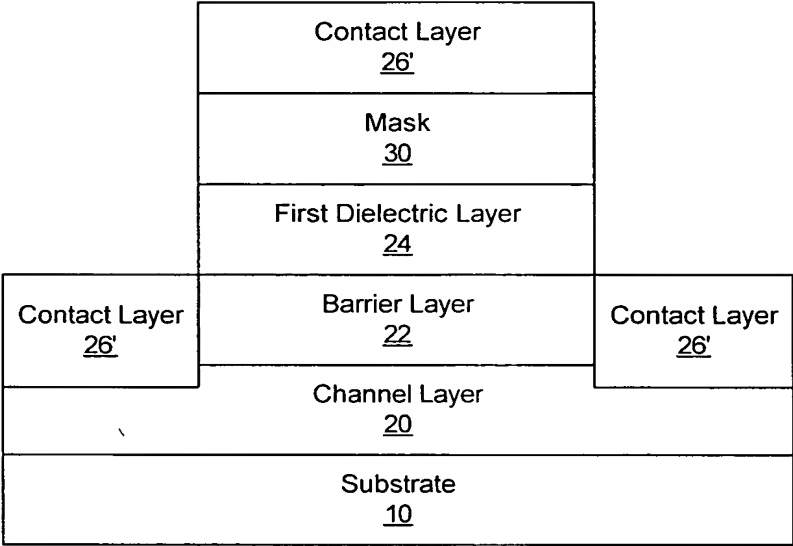 Contact Layer
26'
Mask
30
First Dielectric Layer
24
Contact Layer
26'
Barrier Layer
22
Contact Layer
26'
Channel Layer
20
Substrate
10